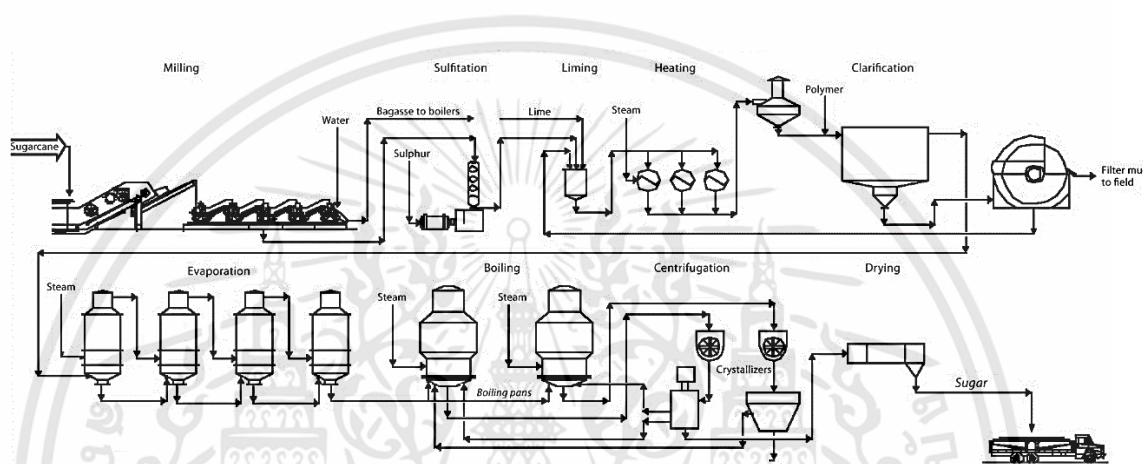 Milling
Sulfitation
Liming
Heating
Clarification
Polymer
Water
Bagasse to boilers
Lime
Steam
Sugarcane
Sulphur
Filter mu
to field
Evaporation
Boiling
Centrifugation
Drying
Steam
Steam
Steam
Crystallizers
Boiling pans
Sugar